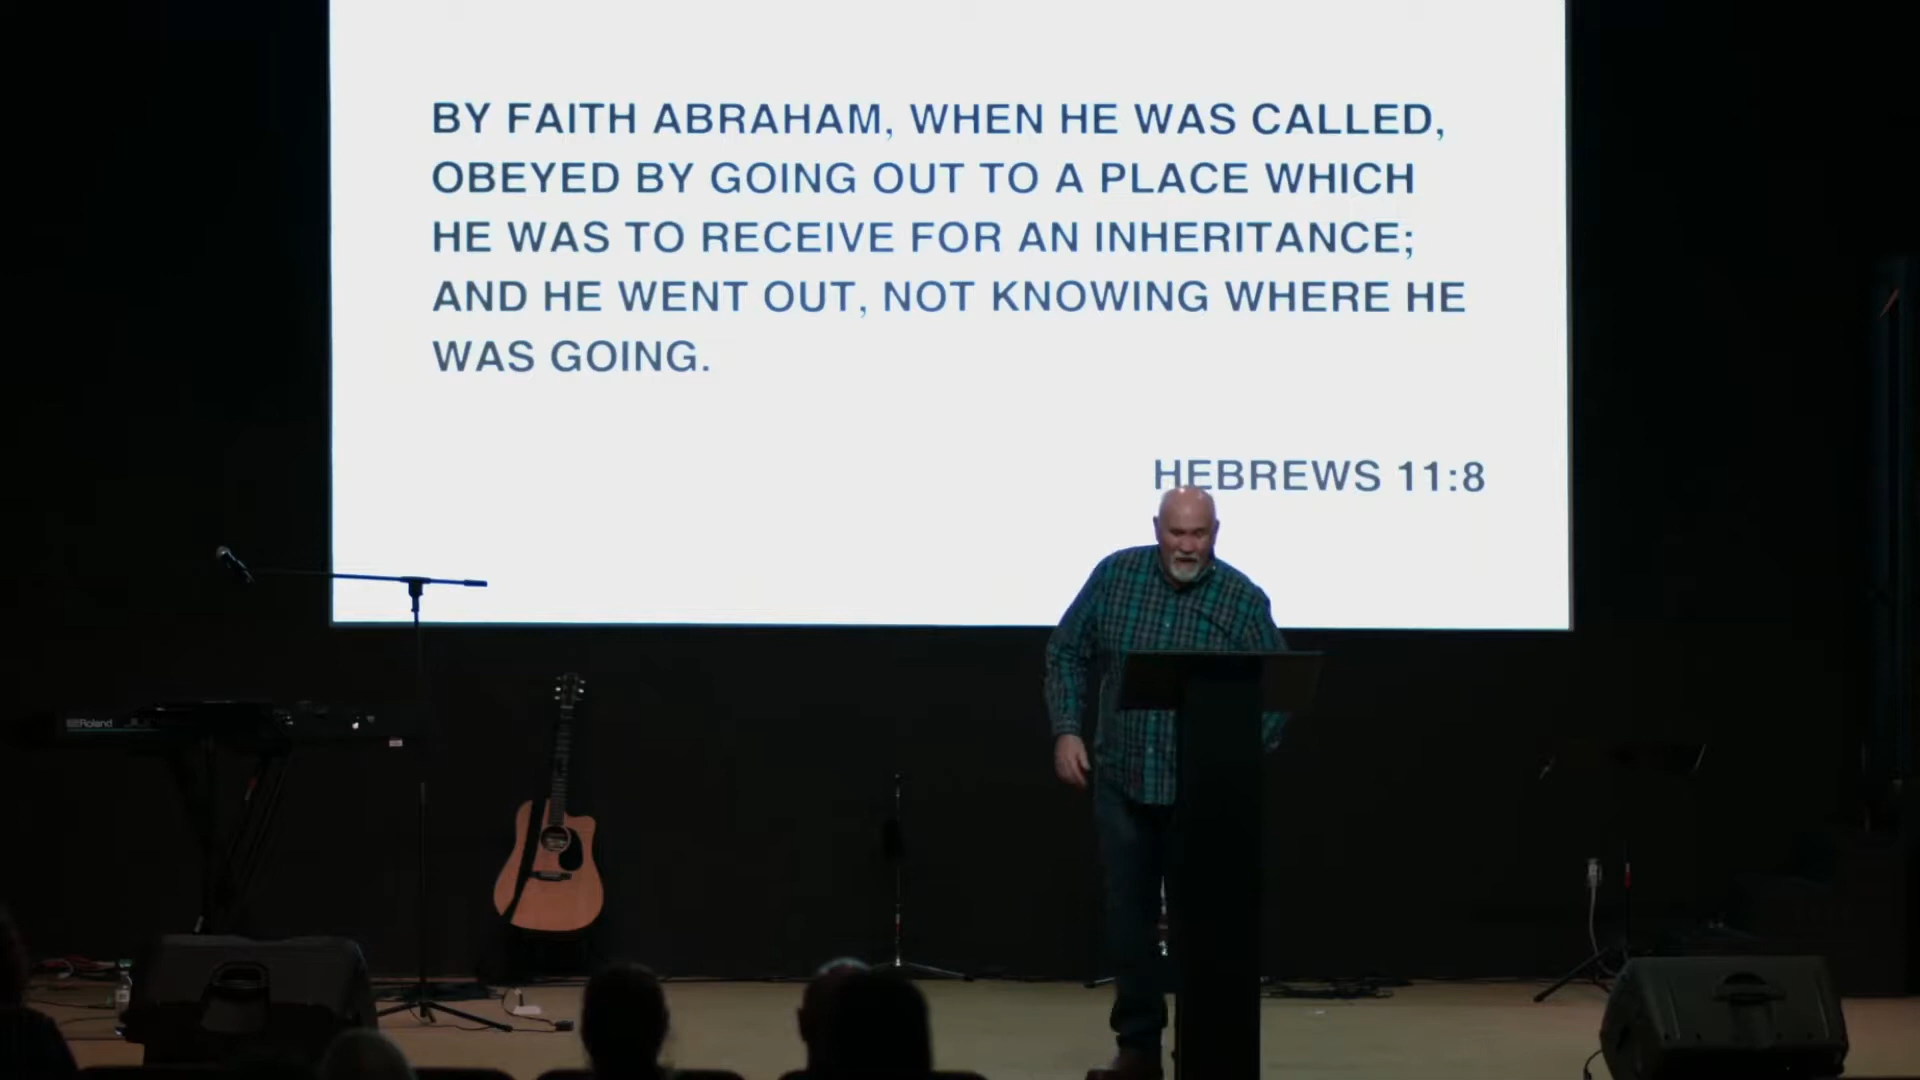 BY FAITH ABRAHAM, WHEN HE WAS CALLED,
OBEYED BY GOING OUT TO A PLACE WHICH
HE WAS TO RECEIVE FOR AN INHERITANCE;
AND HE WENT OUT, NOT KNOWING WHERE HE
WAS GOING.
HEBREWS 11:8
Roland